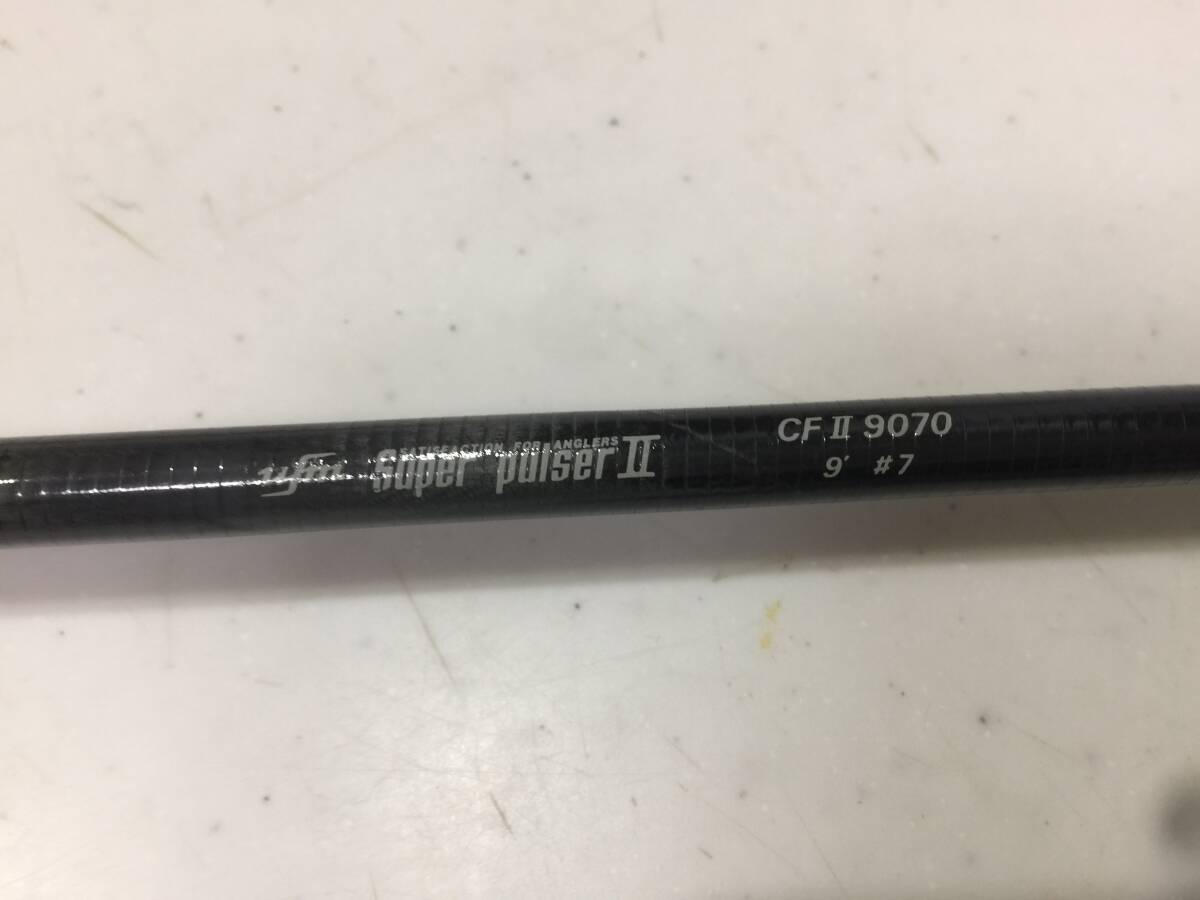 SATISFACTION FOR ANGLERS
ufm Super pulser II
CF II 9070
9' #7